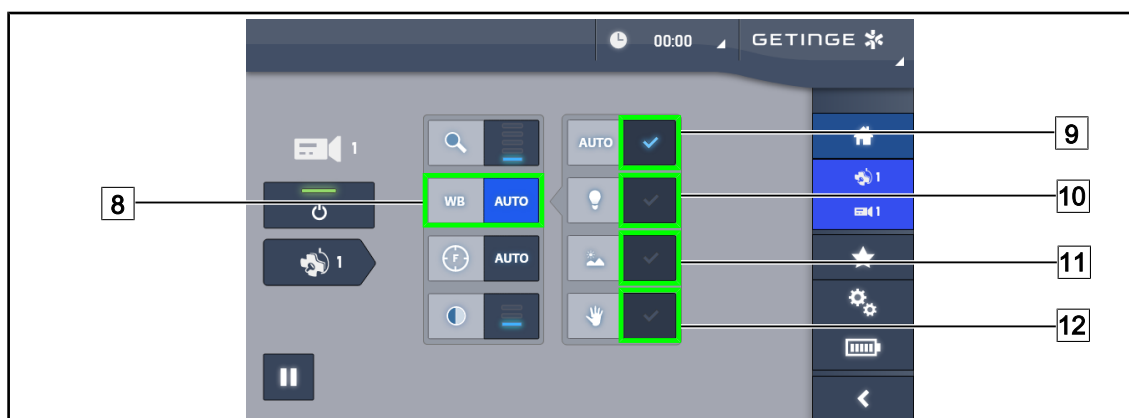 00:00 GETINGE
1 AUTO 9
1
8 WB AUTO 10
1
1 F AUTO 11
12